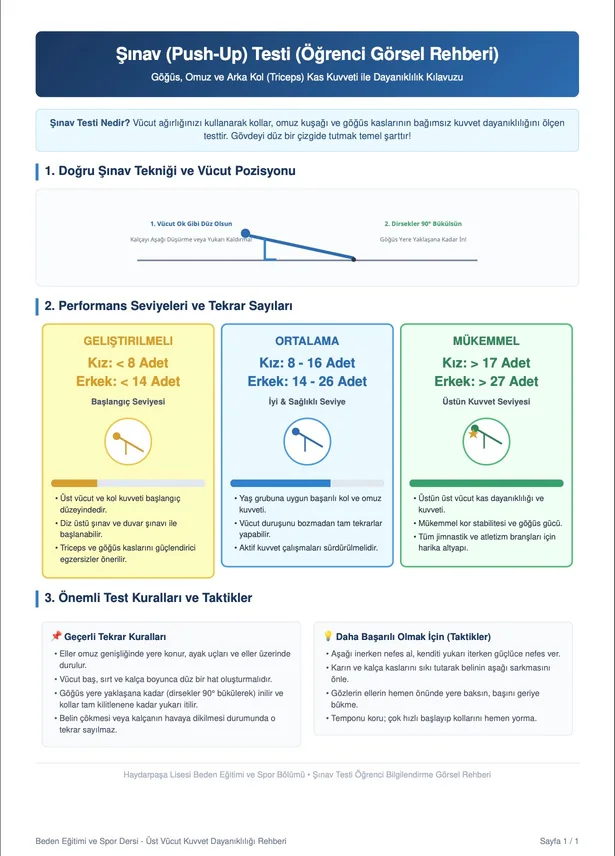 Şınav (Push-Up) Testi (Öğrenci Görsel Rehberi)
Göğüs, Omuz ve Arka Kol (Triceps) Kas Kuvveti ile Dayanıklılık Kılavuzu
Şınav Testi Nedir? Vücut ağırlığınızı kullanarak kollar, omuz kuşağı ve göğüs kaslarının bağımsız kuvvet dayanıklılığını ölçen
testtir. Gövdeyi düz bir çizgide tutmak temel şarttır!
1. Doğru Şınav Tekniği ve Vücut Pozisyonu
1. Vücut Ok Gibi Düz Olsun
Kalçayı Aşağı Düşürme veya Yukarı Kaldırma!
2. Dirsekler 90° Bükülsün
Göğüs Yere Yaklaşana Kadar İn!
2. Performans Seviyeleri ve Tekrar Sayıları
GELİŞTİRİLMELİ
Kız: < 8 Adet
Erkek: < 14 Adet
Başlangıç Seviyesi
• Üst vücut ve kol kuvveti başlangıç
düzeyindedir.
• Diz üstü şınav ve duvar şınavı ile
başlanabilir.
• Triceps ve göğüs kaslarını güçlendirici
egzersizler önerilir.
ORTALAMA
Kız: 8 - 16 Adet
Erkek: 14 - 26 Adet
İyi & Sağlıklı Seviye
• Yaş grubuna uygun başarılı kol ve omuz
kuvveti.
• Vücut duruşunu bozmadan tam tekrarlar
yapabilir.
• Aktif kuvvet çalışmaları sürdürülmelidir.
MÜKEMMEL
Kız: > 17 Adet
Erkek: > 27 Adet
Üstün Kuvvet Seviyesi
• Üstün üst vücut kas dayanıklılığı ve
kuvveti.
• Mükemmel kor stabilitesi ve göğüs gücü.
• Tüm jimnastik ve atletizm branşları için
harika altyapı.
3. Önemli Test Kuralları ve Taktikler
📌 Geçerli Tekrar Kuralları
• Eller omuz genişliğinde yere konur, ayak uçları ve eller üzerinde
durulur.
• Vücut baş, sırt ve kalça boyunca düz bir hat oluşturmalıdır.
• Göğüs yere yaklaşana kadar (dirsekler 90° bükülerek) inilir ve
kollar tam kilitlenene kadar yukarı itilir.
• Belin çökmesi veya kalçanın havaya dikilmesi durumunda o
tekrar sayılmaz.
💡 Daha Başarılı Olmak İçin (Taktikler)
• Aşağı inerken nefes al, kenditi yukarı iterken güçlüce nefes ver.
• Karın ve kalça kaslarını sıkı tutarak belinin aşağı sarkmasını
önle.
• Gözlerin ellerin hemen önünde yere baksın, başını geriye
bükme.
• Temponu koru; çok hızlı başlayıp kollarını hemen yorma.
Haydarpaşa Lisesi Beden Eğitimi ve Spor Bölümü • Şınav Testi Öğrenci Bilgilendirme Görsel Rehberi
Beden Eğitimi ve Spor Dersi - Üst Vücut Kuvvet Dayanıklılığı Rehberi
Sayfa 1 / 1